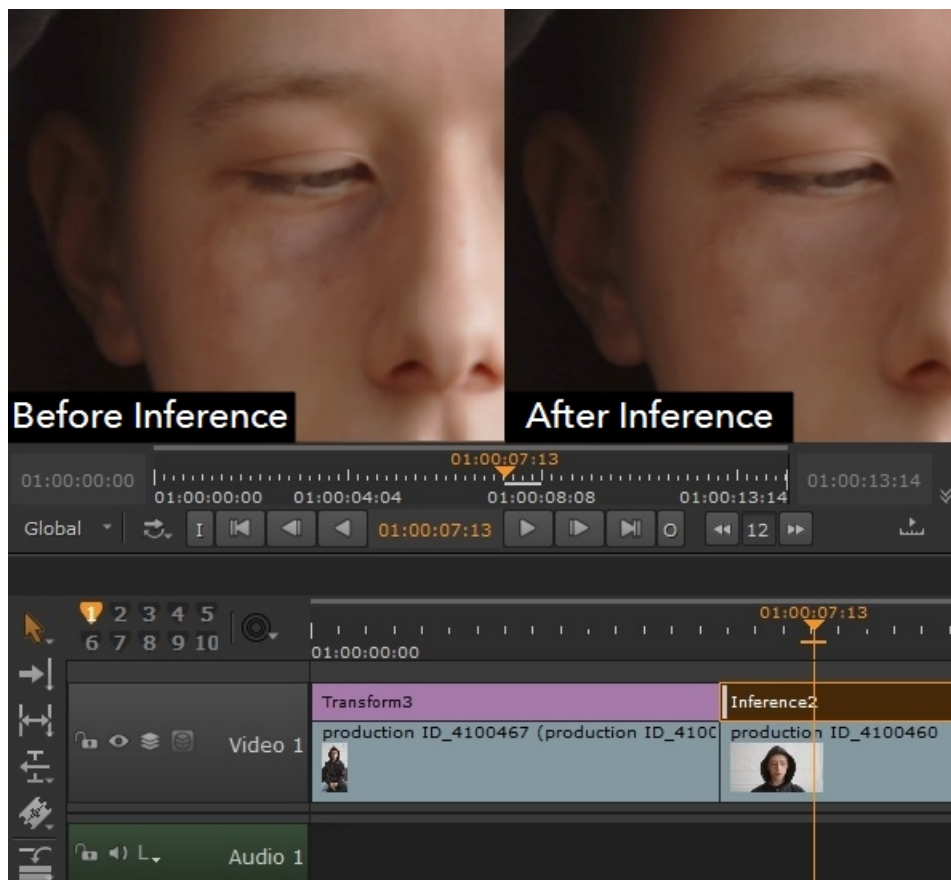 Before Inference
After Inference
01:00:07:13
01:00:00:00
01:00:13:14
01:00:00:00 01:00:04:04 01:00:08:08 01:00:13:14
Global I 01:00:07:13 O 12
1 2 3 4 5
6 7 8 9 10
01:00:07:13
01:00:00:00
Transform3
Inference2
production ID_4100467 (production ID_4100
production ID_4100460
Video 1
L
Audio 1